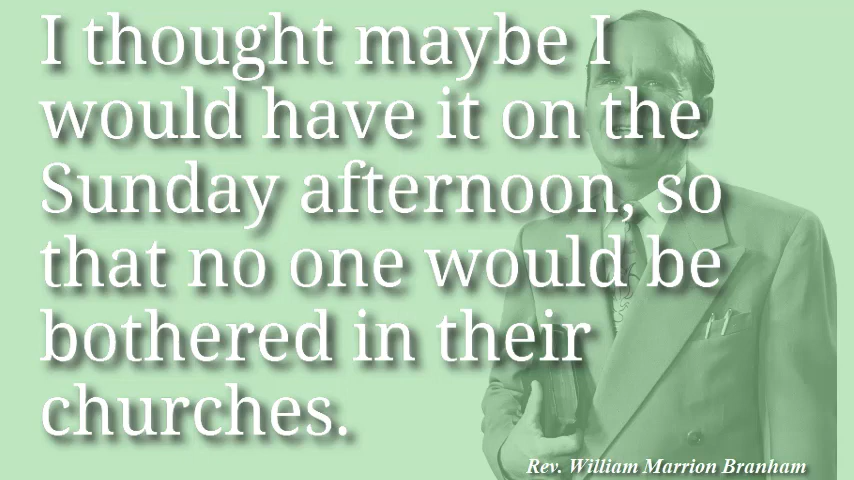 I thought maybe I
would have it on the
Sunday afternoon, so
that no one would be
bothered in their
churches.
Rev. William Marrion Branham